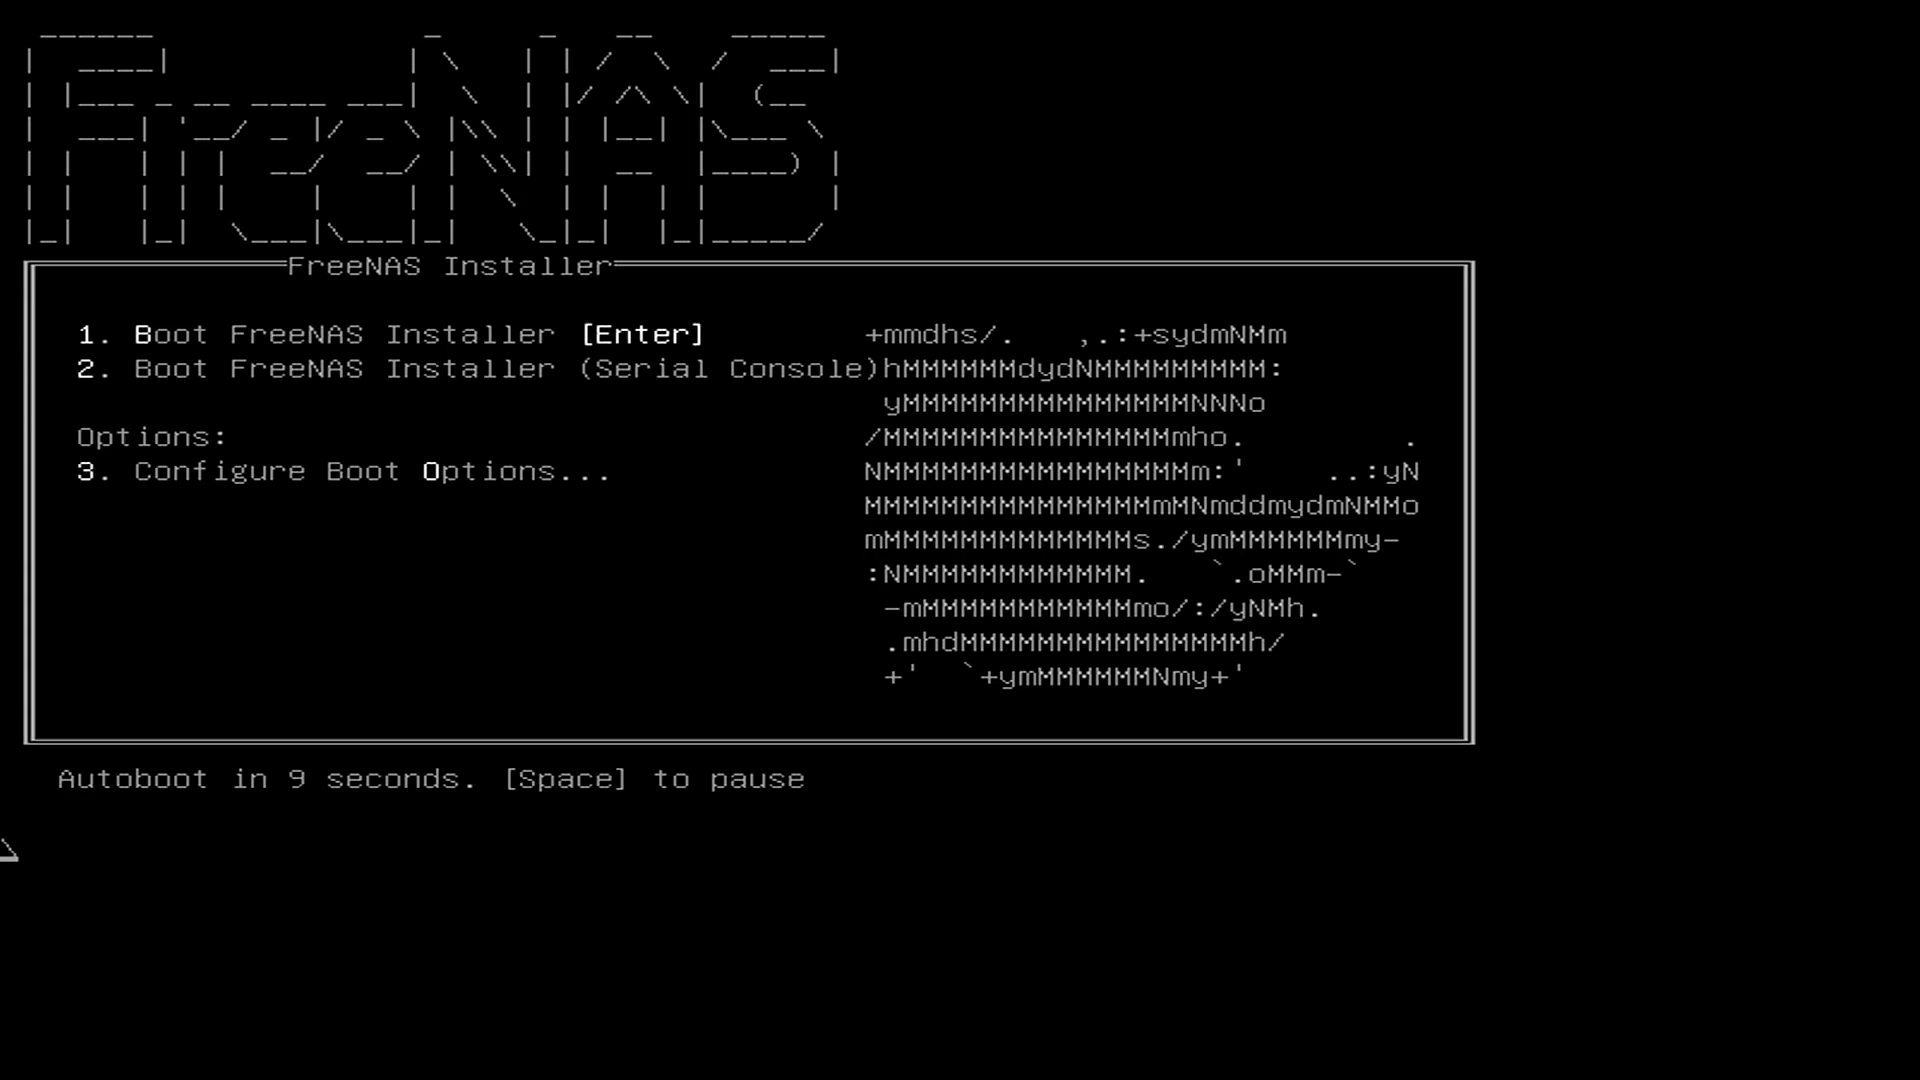 FreeNAS
FreeNAS Installer
1. Boot FreeNAS Installer [Enter]
2. Boot FreeNAS Installer (Serial Console)
Options:
3. Configure Boot Options...
Autoboot in 9 seconds. [Space] to pause